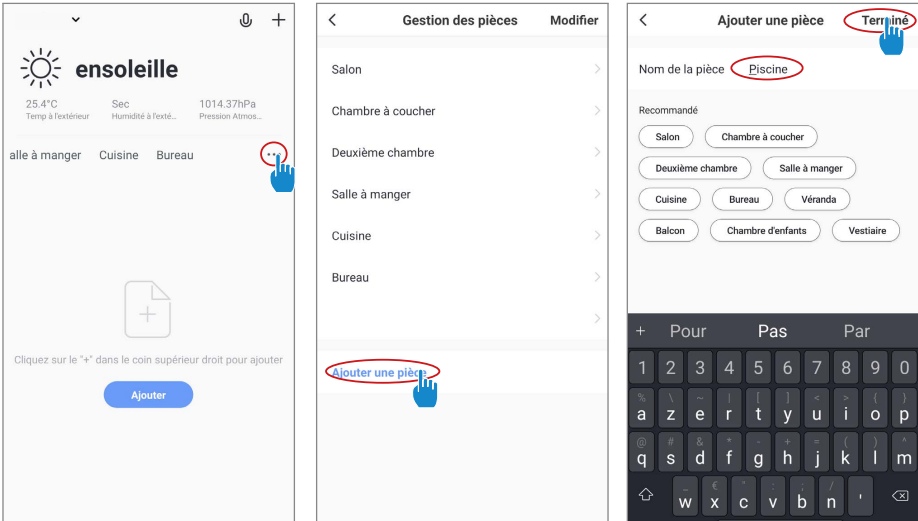 ensoleille
25.4°C Sec 1014.37hPa
Temp à l'extérieur Humidité à l'exté... Pression Atmos...
alle à manger Cuisine Bureau ...
Cliquez sur le "+" dans le coin supérieur droit pour ajouter
Ajouter
Gestion des pièces Modifier
Salon
Chambre à coucher
Deuxième chambre
Salle à manger
Cuisine
Bureau
Ajouter une pièce
Ajouter une pièce Terminé
Nom de la pièce Piscine
Recommandé
Salon Chambre à coucher
Deuxième chambre Salle à manger
Cuisine Bureau Véranda
Balcon Chambre d'enfants Vestiaire
+ Pour Pas Par
1 2 3 4 5 6 7 8 9 0
% \ ~ | [ ] < > { }
a z e r t y u i o p
@ # & * - + = ( ) ^
q s d f g h j k l m
_ € " : ; /
w x c v b n '